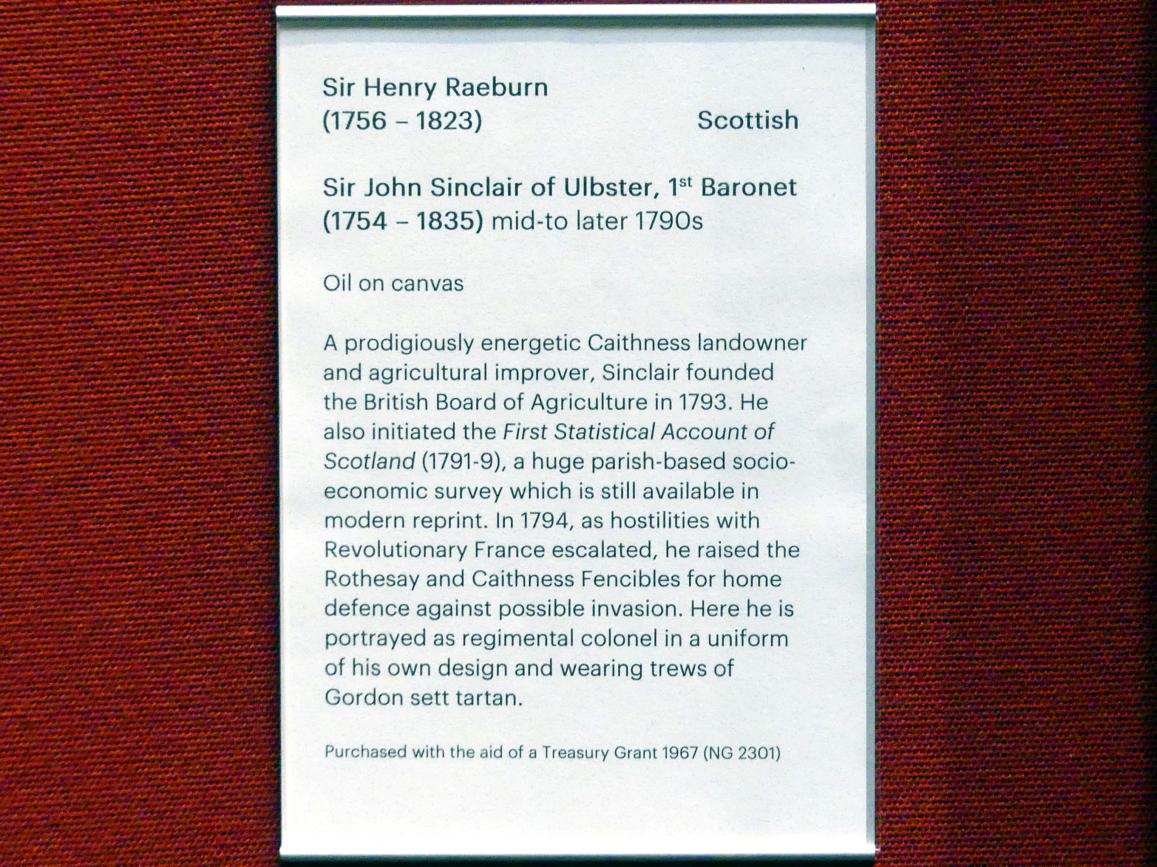 Sir Henry Raeburn
(1756 – 1823) Scottish
Sir John Sinclair of Ulbster, 1st Baronet
(1754 – 1835) mid-to later 1790s
Oil on canvas
A prodigiously energetic Caithness landowner
and agricultural improver, Sinclair founded
the British Board of Agriculture in 1793. He
also initiated the First Statistical Account of
Scotland (1791-9), a huge parish-based socio-
economic survey which is still available in
modern reprint. In 1794, as hostilities with
Revolutionary France escalated, he raised the
Rothesay and Caithness Fencibles for home
defence against possible invasion. Here he is
portrayed as regimental colonel in a uniform
of his own design and wearing trews of
Gordon sett tartan.
Purchased with the aid of a Treasury Grant 1967 (NG 2301)